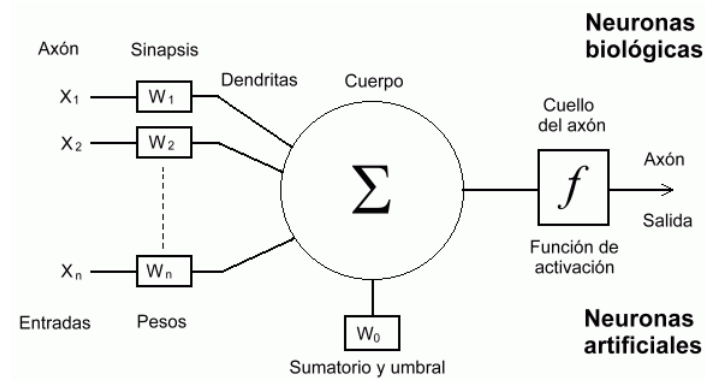 Neuronas
biológicas
Axón
Sinapsis
Dendritas
Cuerpo
Cuello
del axón
X1
W1
X2
W2
Σ
f
Axón
Salida
Xn
Wn
Función de
activación
Entradas
Pesos
W0
Sumatorio y umbral
Neuronas
artificiales